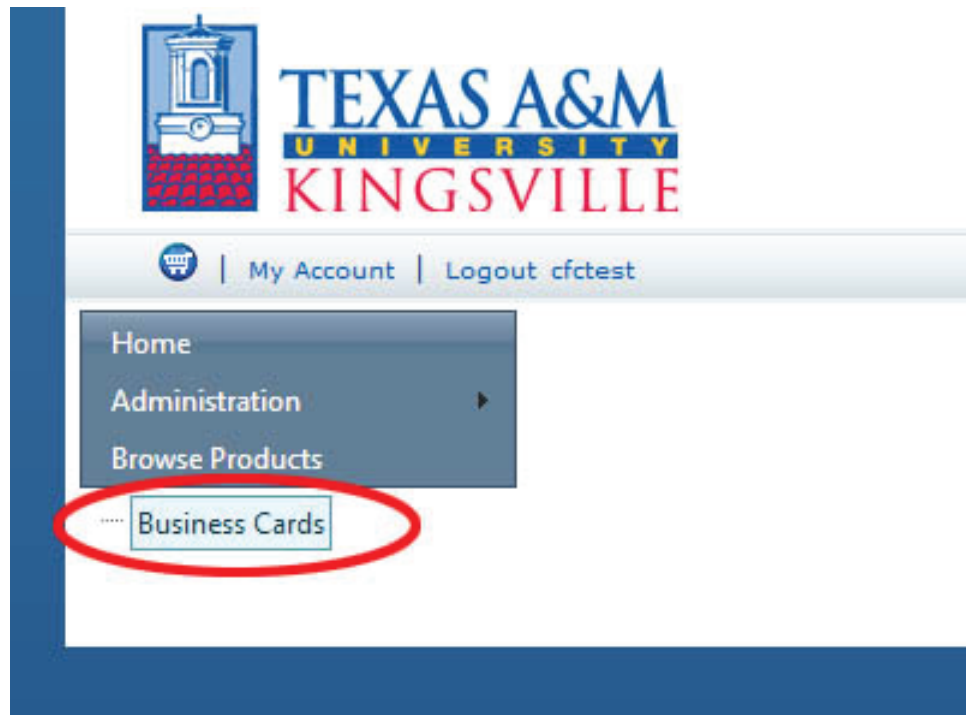 TEXAS A&M
UNIVERSITY
KINGSVILLE
| My Account | Logout cfctest
Home
Administration
Browse Products
Business Cards